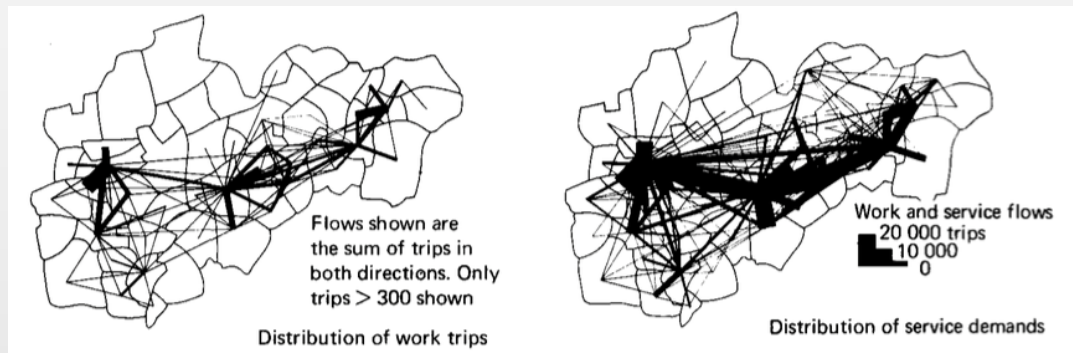 Flows shown are
the sum of trips in
both directions. Only
trips > 300 shown
Distribution of work trips
Work and service flows
20 000 trips
10 000
0
Distribution of service demands